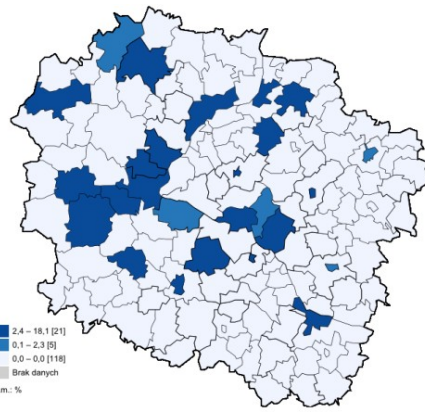 2,4 – 18,1 [21]
0,1 – 2,3 [5]
0,0 – 0,0 [118]
Brak danych
m.: %